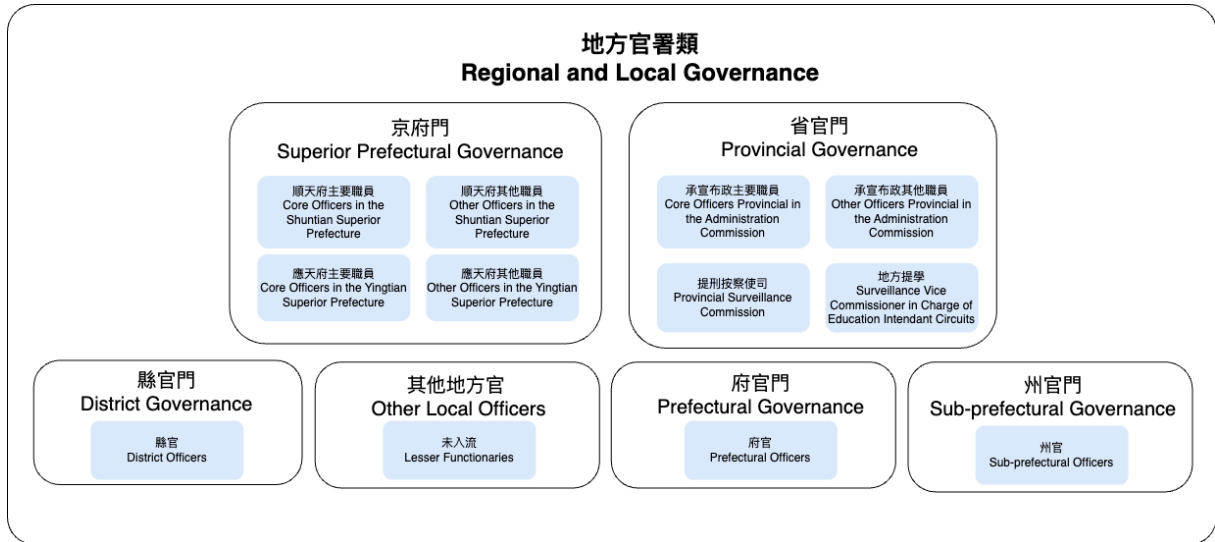 地方官署類
Regional and Local Governance
京府門
Superior Prefectural Governance
順天府主要職員
Core Officers in the
Shuntian Superior
Prefecture
順天府其他職員
Other Officers in the
Shuntian Superior
Prefecture
應天府主要職員
Core Officers in the Yingtian
Superior Prefecture
應天府其他職員
Other Officers in the Yingtian
Superior Prefecture
省官門
Provincial Governance
承宣布政主要職員
Core Officers Provincial in
the Administration
Commission
承宣布政其他職員
Other Officers Provincial in
the Administration
Commission
提刑按察使司
Provincial Surveillance
Commission
地方提學
Surveillance Vice
Commissioner in Charge of
Education Intendant Circuits
縣官門
District Governance
縣官
District Officers
其他地方官
Other Local Officers
未入流
Lesser Functionaries
府官門
Prefectural Governance
府官
Prefectural Officers
州官門
Sub-prefectural Governance
州官
Sub-prefectural Officers